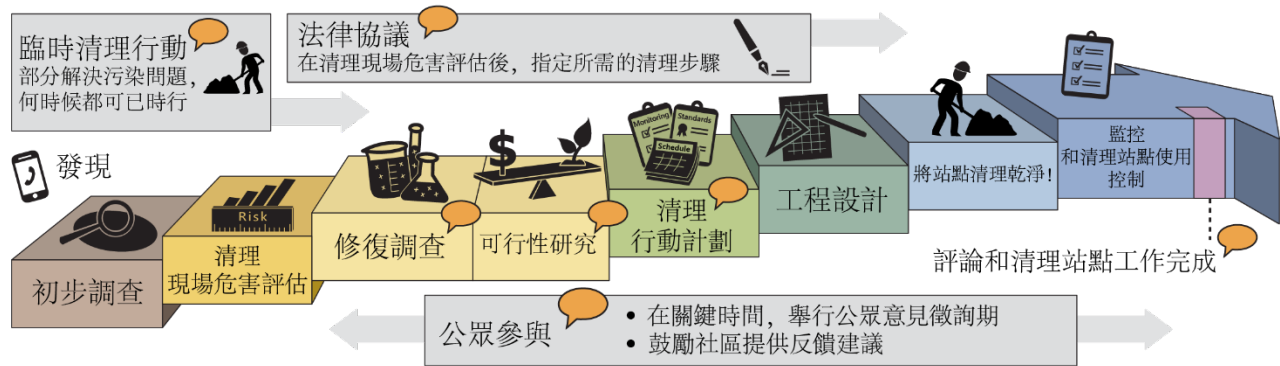 臨時清理行動
部分解決污染問題,
何時候都可已時行
法律協議
在清理現場危害評估後，指定所需的清理步驟
發現
初步調查
Risk
清理
現場危害評估
修復調查
$
可行性研究
Monitoring
Standards
Schedule
清理
行動計劃
工程設計
將站點清理乾淨!
監控
和清理站點使用
控制
評論和清理站點工作完成
公眾參與
• 在關鍵時間，舉行公眾意見徵詢期
• 鼓勵社區提供反饋建議